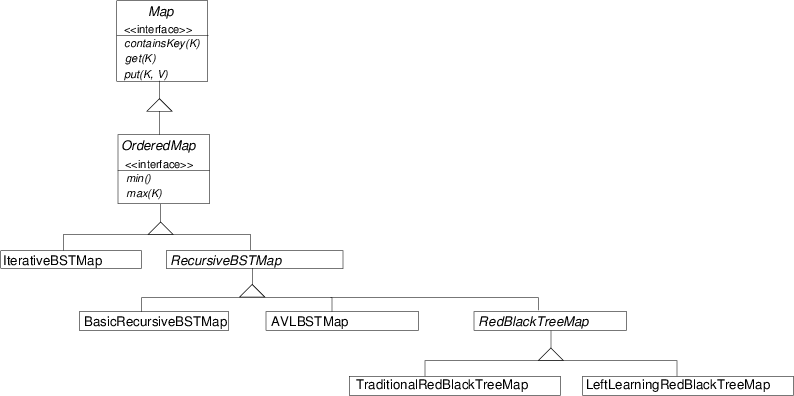 Map
<<interface>>
containsKey(K)
get(K)
put(K, V)
OrderedMap
<<interface>>
min()
max(K)
IterativeBSTMap
RecursiveBSTMap
BasicRecursiveBSTMap
AVLBSTMap
RedBlackTreeMap
TraditionalRedBlackTreeMap
LeftLearningRedBlackTreeMap